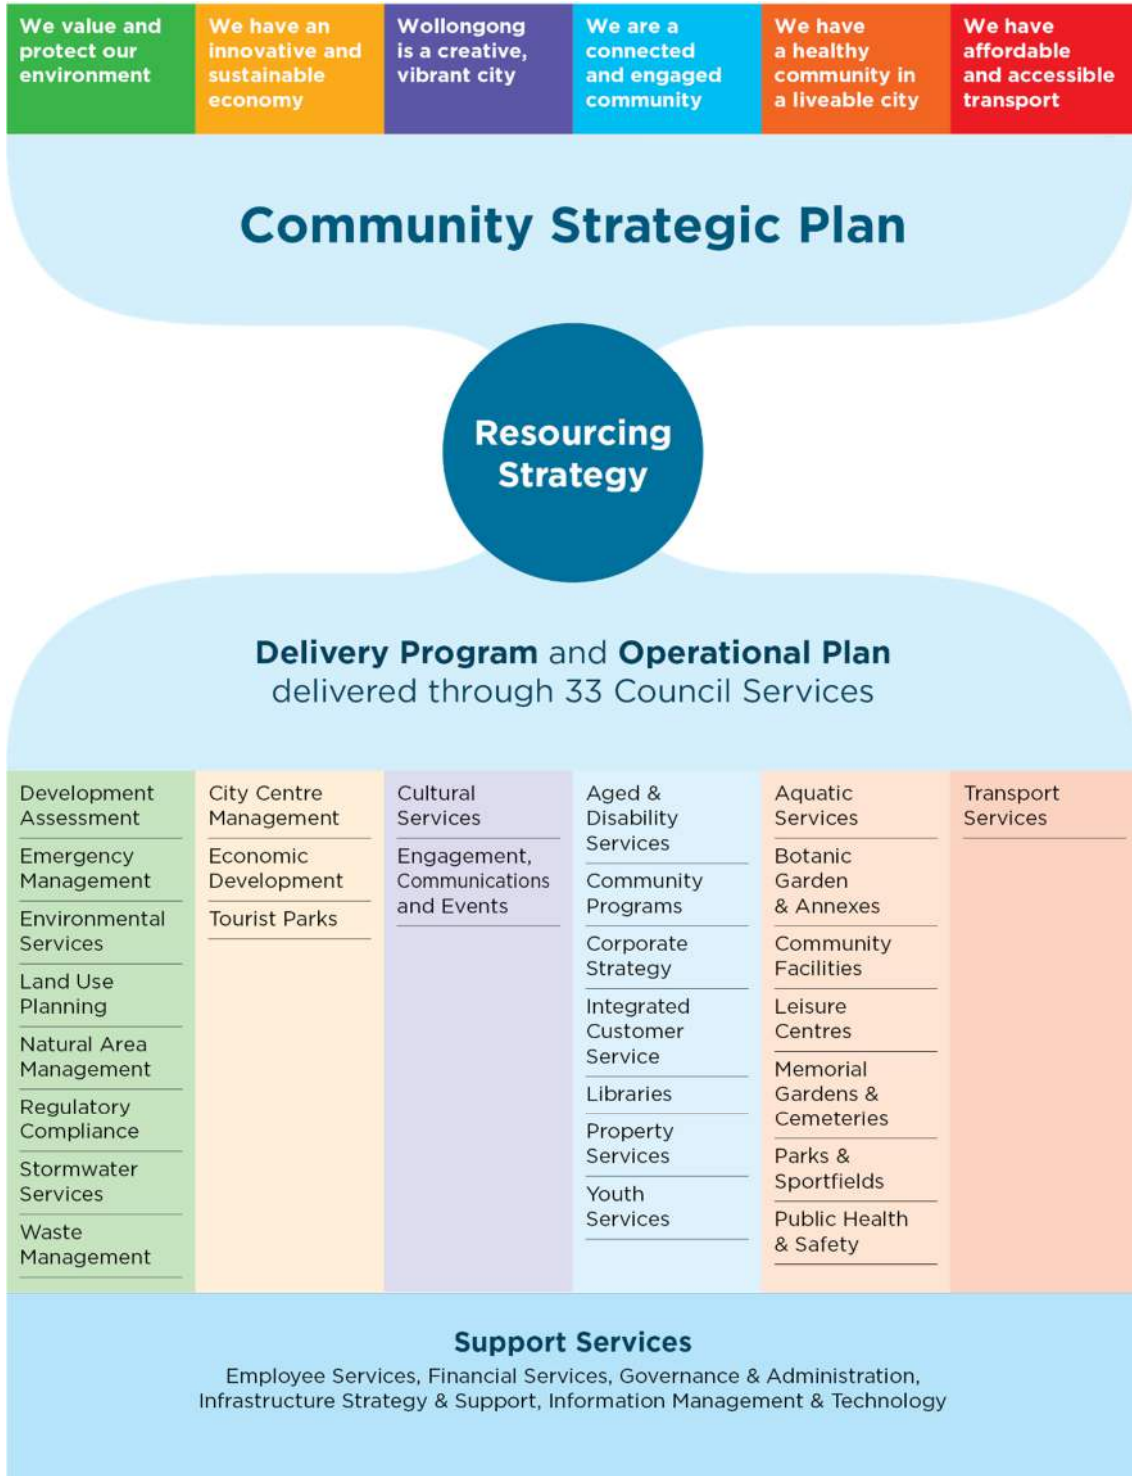 We value and
protect our
environment
We have an
innovative and
sustainable
economy
Wollongong
is a creative,
vibrant city
We are a
connected
and engaged
community
We have
a healthy
community in
a liveable city
We have
affordable
and accessible
transport
Community Strategic Plan
Resourcing
Strategy
Delivery Program and Operational Plan
delivered through 33 Council Services
Development
Assessment
Emergency
Management
Environmental
Services
Land Use
Planning
Natural Area
Management
Regulatory
Compliance
Stormwater
Services
Waste
Management
City Centre
Management
Economic
Development
Tourist Parks
Cultural
Services
Engagement,
Communications
and Events
Aged &
Disability
Services
Community
Programs
Corporate
Strategy
Integrated
Customer
Service
Libraries
Property
Services
Youth
Services
Aquatic
Services
Botanic
Garden
& Annexes
Community
Facilities
Leisure
Centres
Memorial
Gardens &
Cemeteries
Parks &
Sportfields
Public Health
& Safety
Transport
Services
Support Services
Employee Services, Financial Services, Governance & Administration,
Infrastructure Strategy & Support, Information Management & Technology